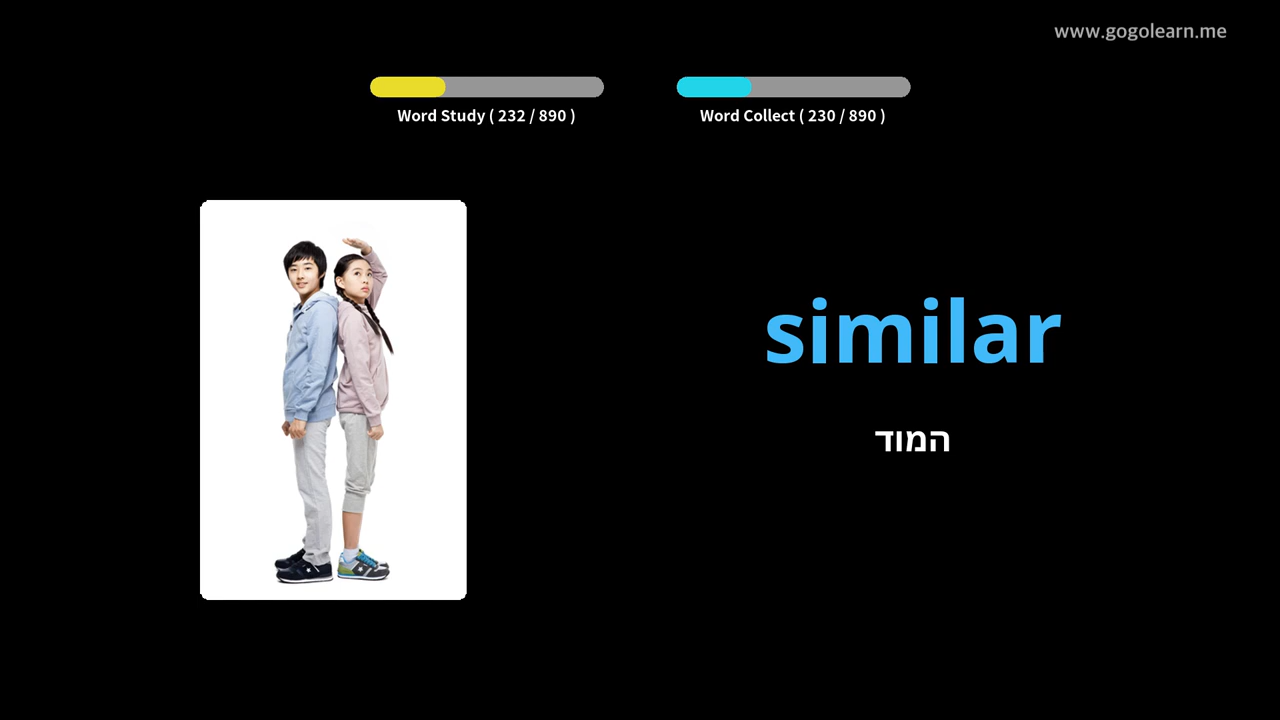 www.gogolearn.me
Word Study ( 232 / 890 )
Word Collect ( 230 / 890 )
similar
המוד